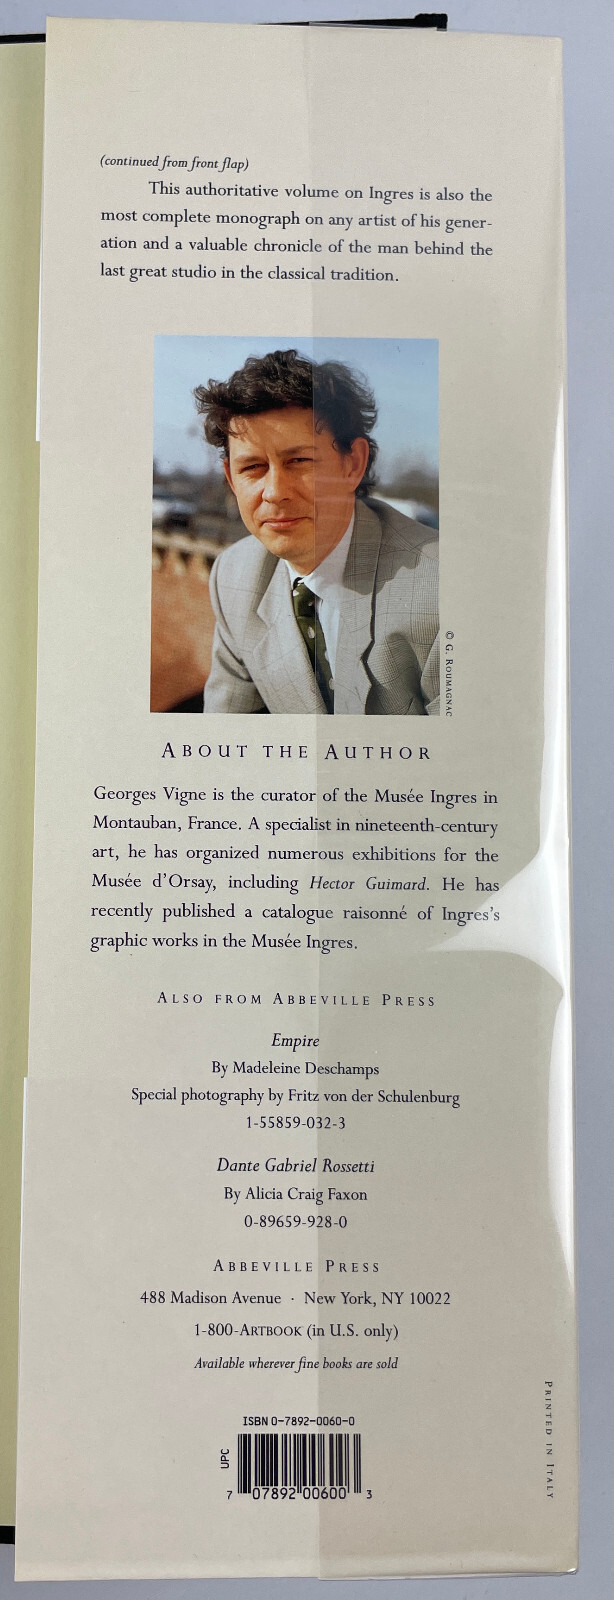 (continued from front flap)
This authoritative volume on Ingres is also the
most complete monograph on any artist of his gener-
ation and a valuable chronicle of the man behind the
last great studio in the classical tradition.
© G. ROUMAGNAC
ABOUT THE AUTHOR
Georges Vigne is the curator of the Musée Ingres in
Montauban, France. A specialist in nineteenth-century
art, he has organized numerous exhibitions for the
Musée d'Orsay, including Hector Guimard. He has
recently published a catalogue raisonné of Ingres's
graphic works in the Musée Ingres.
ALSO FROM ABBEVILLE PRESS
Empire
By Madeleine Deschamps
Special photography by Fritz von der Schulenburg
1-55859-032-3
Dante Gabriel Rossetti
By Alicia Craig Faxon
0-89659-928-0
ABBEVILLE PRESS
488 Madison Avenue · New York, NY 10022
1-800-ARTBOOK (in U.S. only)
Available wherever fine books are sold
PRINTED IN ITALY
ISBN 0-7892-0060-0
UPC
7 07892 00600 3